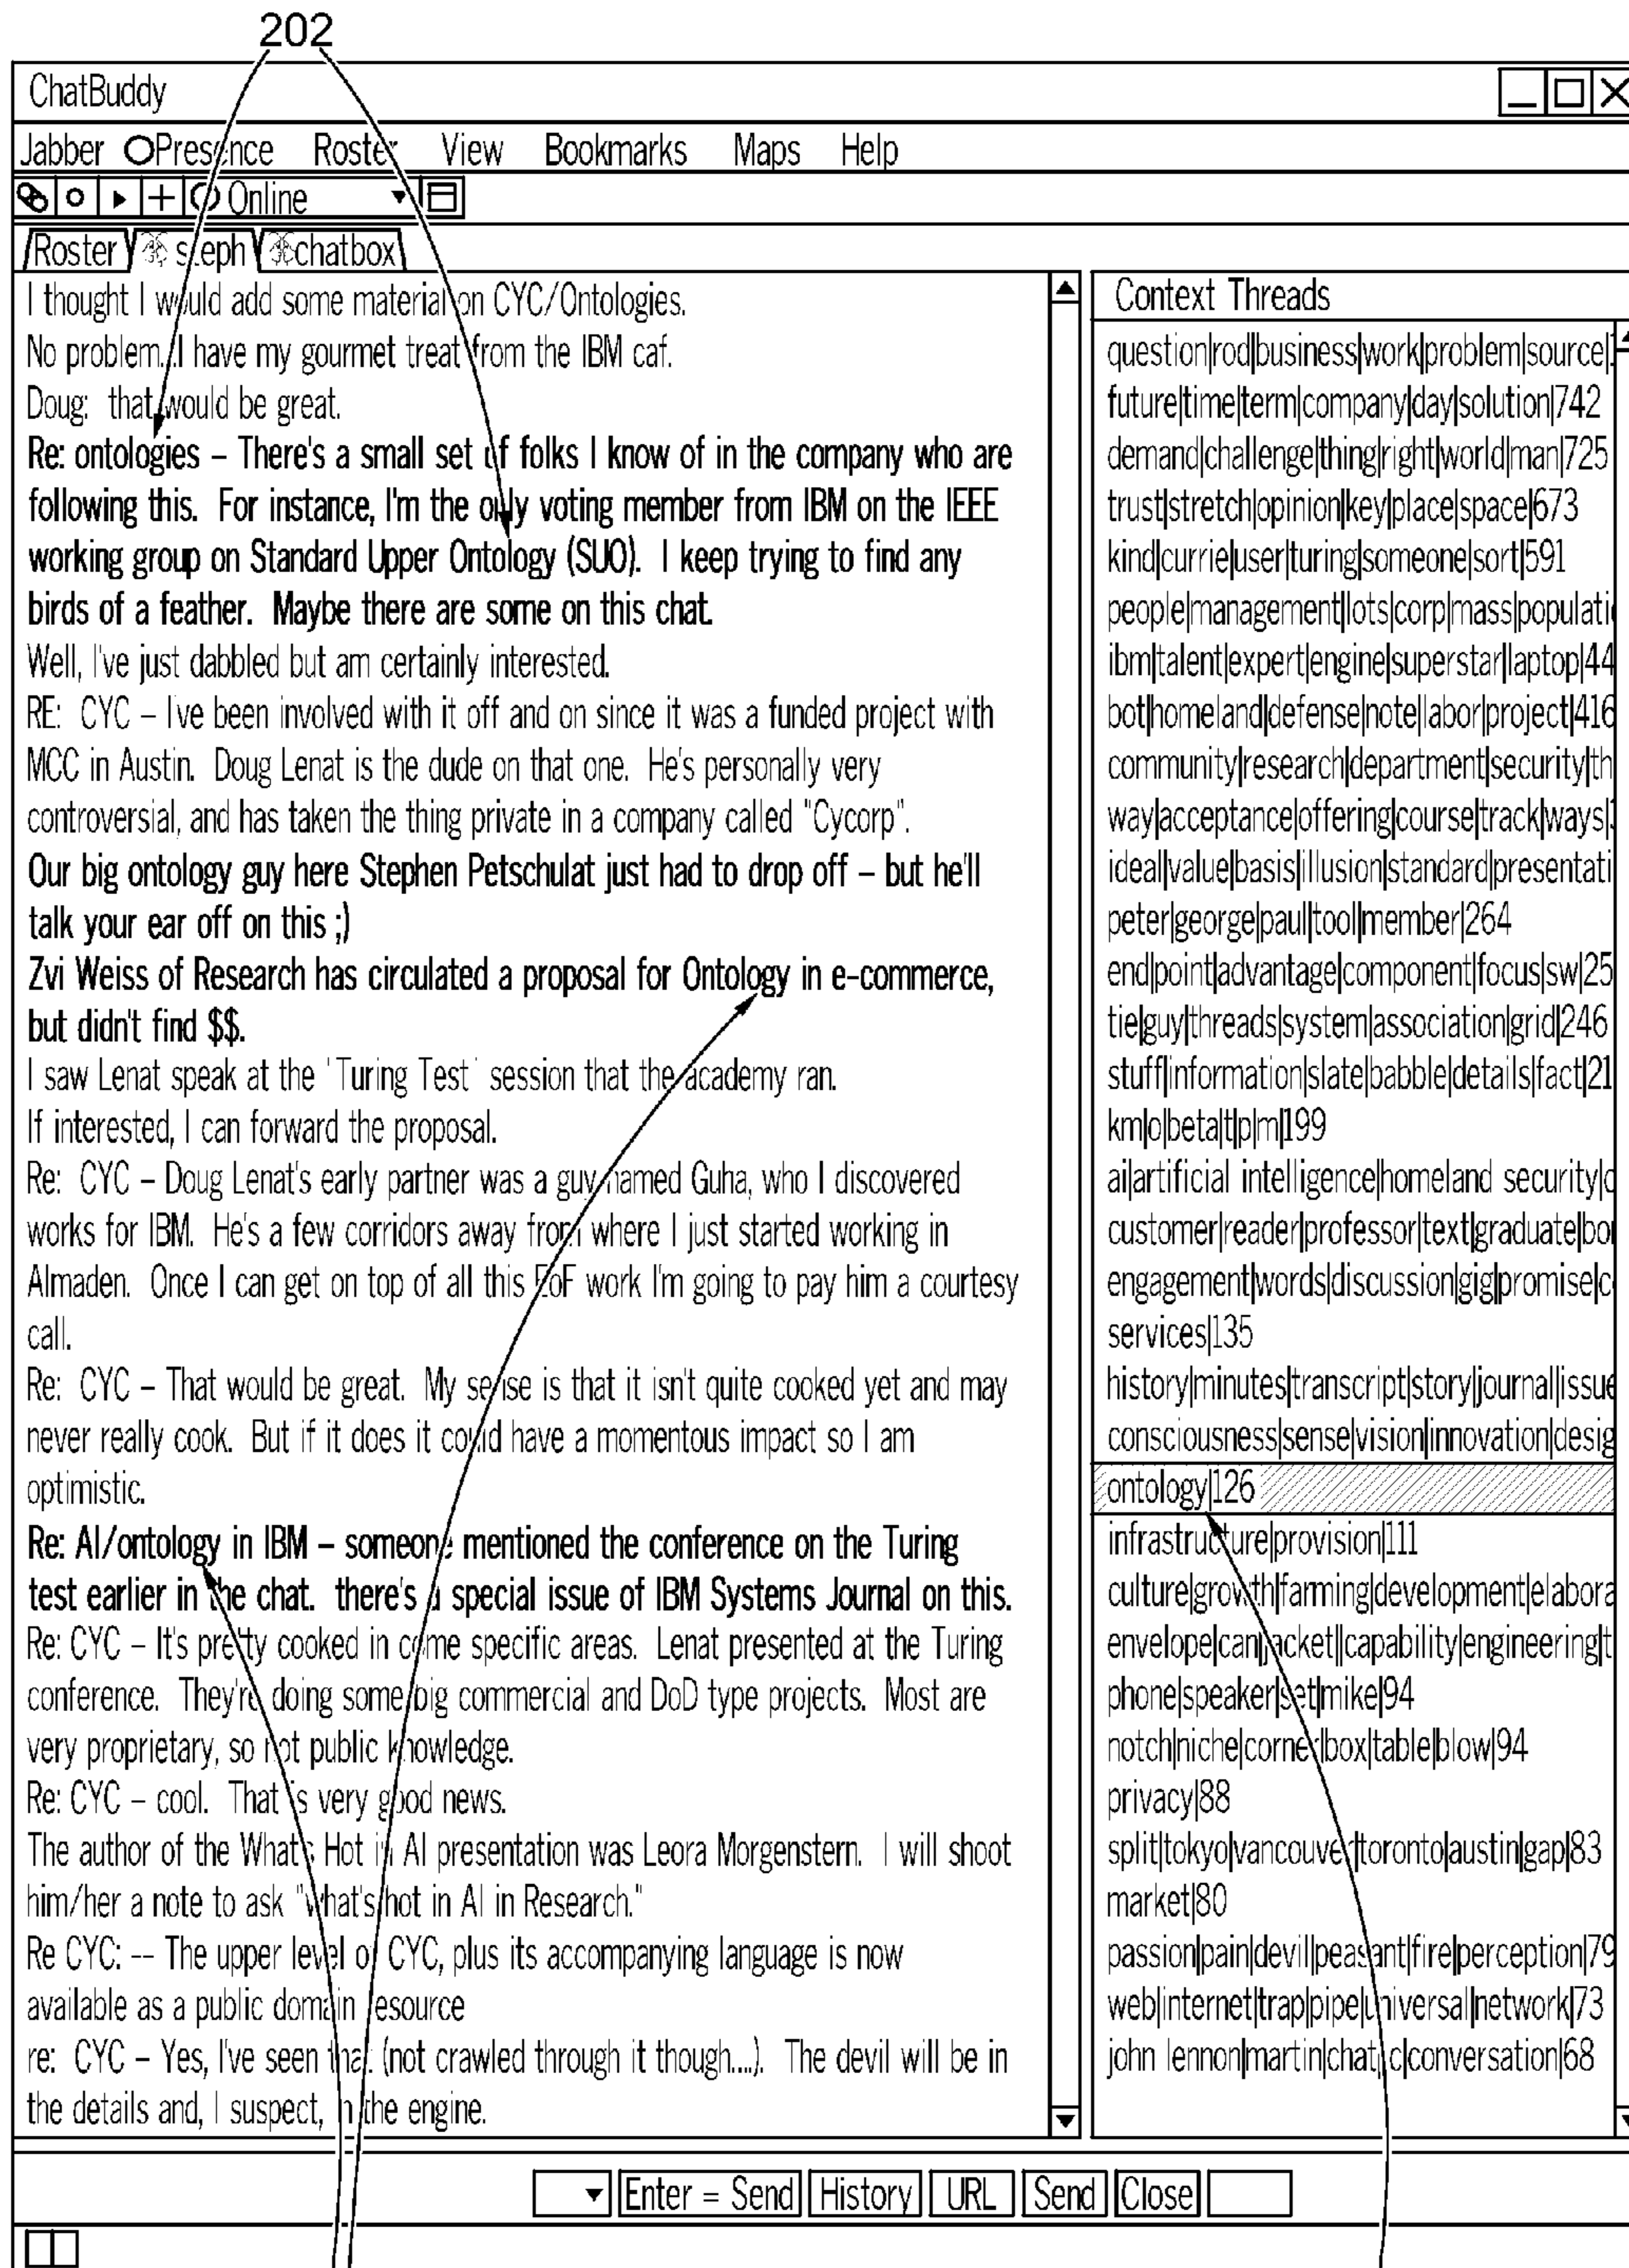 202
ChatBuddy
Jabber Presence Roster View Bookmarks Maps Help
Online
Roster steph chatbox
I thought I would add some material on CYC/Ontologies.
No problem. I have my gourmet treat from the IBM caf.
Doug: that would be great.
Re: ontologies – There's a small set of folks I know of in the company who are
following this. For instance, I'm the only voting member from IBM on the IEEE
working group on Standard Upper Ontology (SUO). I keep trying to find any
birds of a feather. Maybe there are some on this chat.
Well, I've just dabbled but am certainly interested.
RE: CYC – I've been involved with it off and on since it was a funded project with
MCC in Austin. Doug Lenat is the dude on that one. He's personally very
controversial, and has taken the thing private in a company called "Cycorp".
Our big ontology guy here Stephen Petschulat just had to drop off – but he'll
talk your ear off on this ;)
Zvi Weiss of Research has circulated a proposal for Ontology in e-commerce,
but didn't find $$.
I saw Lenat speak at the 'Turing Test' session that the academy ran.
If interested, I can forward the proposal.
Re: CYC – Doug Lenat's early partner was a guy named Guha, who I discovered
works for IBM. He's a few corridors away from where I just started working in
Almaden. Once I can get on top of all this EoF work I'm going to pay him a courtesy
call.
Re: CYC – That would be great. My sense is that it isn't quite cooked yet and may
never really cook. But if it does it could have a momentous impact so I am
optimistic.
Re: AI/ontology in IBM – someone mentioned the conference on the Turing
test earlier in the chat. there's a special issue of IBM Systems Journal on this.
Re: CYC – It's pretty cooked in come specific areas. Lenat presented at the Turing
conference. They're doing some big commercial and DoD type projects. Most are
very proprietary, so not public knowledge.
Re: CYC – cool. That is very good news.
The author of the What's Hot in AI presentation was Leora Morgenstern. I will shoot
him/her a note to ask "What's hot in AI in Research."
Re CYC: -- The upper level of CYC, plus its accompanying language is now
available as a public domain resource
re: CYC – Yes, I've seen that (not crawled through it though....). The devil will be in
the details and, I suspect, in the engine.
Context Threads
question|rod|business|work|problem|source|
future|time|term|company|day|solution|742
demand|challenge|thing|right|world|man|725
trust|stretch|opinion|key|place|space|673
kind|currie|user|turing|someone|sort|591
people|management|lots|corp|mass|populati
ibm|talent|expert|engine|superstar|laptop|44
bot|homeland|defense|note|labor|project|416
community|research|department|security|th
way|acceptance|offering|course|track|ways|
ideal|value|basis|illusion|standard|presentati
peter|george|paul|tool|member|264
end|point|advantage|component|focus|sw|25
tie|guy|threads|system|association|grid|246
stuff|information|slate|babble|details|fact|21
km|o|beta|t|p|m|199
ai|artificial intelligence|homeland security|
customer|reader|professor|text|graduate|bo
engagement|words|discussion|gig|promise|c
services|135
history|minutes|transcript|story|journal|issue
consciousness|sense|vision|innovation|desig
ontology|126
infrastructure|provision|111
culture|growth|farming|development|elabora
envelope|can|jacket||capability|engineering|t
phone|speaker|set|mike|94
notch|niche|corner|box|table|blow|94
privacy|88
split|tokyo|vancouver|toronto|austin|gap|83
market|80
passion|pain|devil|peasant|fire|perception|79
web|internet|trap|pipe|universal|network|73
john lennon|martin|chat|c|conversation|68
Enter = Send History URL Send Close